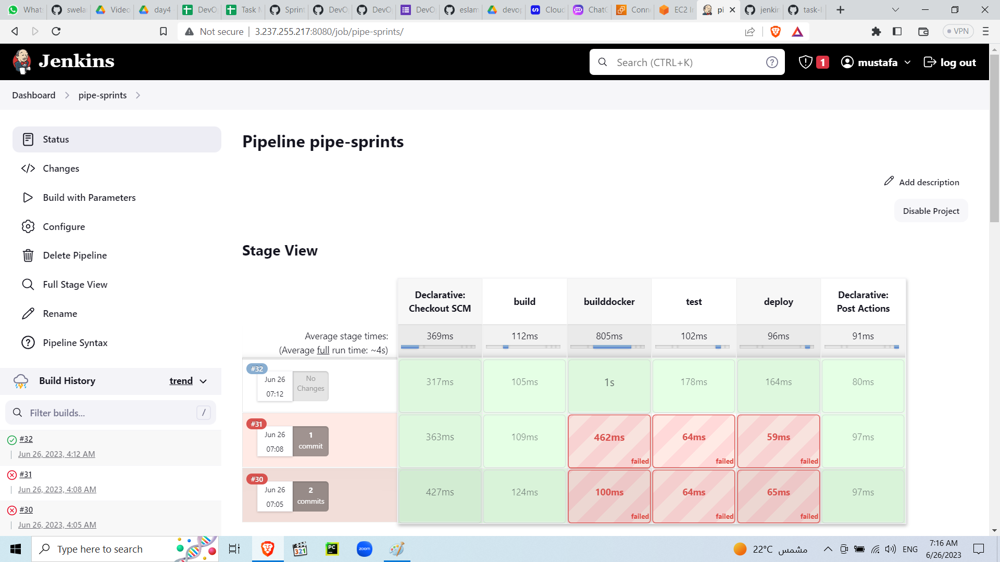 What
swela
Video
day4
DevO
Task M
Sprint
DevO
DevO
DevO
eslam
devop
Cloud
ChatG
Conn
EC2 In
pi
jenkin
task-
Not secure
3.237.255.217:8080/job/pipe-sprints/
VPN
Jenkins
Search (CTRL+K)
1
mustafa
log out
Dashboard
pipe-sprints
Status
Changes
Build with Parameters
Configure
Delete Pipeline
Full Stage View
Rename
Pipeline Syntax
Build History
trend
Filter builds...
/
#32
Jun 26, 2023, 4:12 AM
#31
Jun 26, 2023, 4:08 AM
#30
Jun 26, 2023, 4:05 AM
Pipeline pipe-sprints
Add description
Disable Project
Stage View
Declarative:
Checkout SCM
build
builddocker
test
deploy
Declarative:
Post Actions
Average stage times:
(Average full run time: ~4s)
369ms
112ms
805ms
102ms
96ms
91ms
#32
Jun 26
07:12
No
Changes
317ms
105ms
1s
178ms
164ms
80ms
#31
Jun 26
07:08
1
commit
363ms
109ms
462ms
failed
64ms
failed
59ms
failed
97ms
#30
Jun 26
07:05
2
commits
427ms
124ms
100ms
failed
64ms
failed
65ms
failed
97ms
Type here to search
321
PC
zoom
22°C مشمس
ENG
7:16 AM
6/26/2023